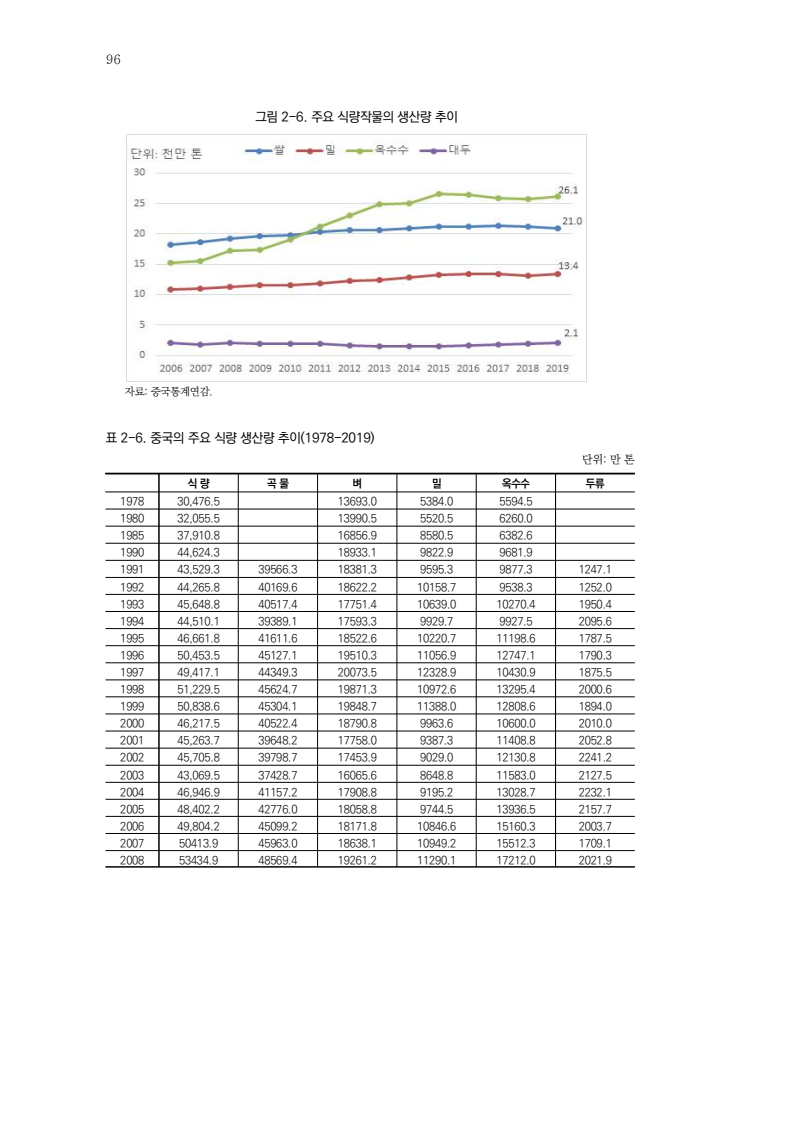 96
그림 2-6. 주요 식량작물의 생산량 추이
단위: 천만 톤 쌀 밀 옥수수 대두
30
25
20
15
10
5
0
26.1
21.0
13.4
2.1
2006 2007 2008 2009 2010 2011 2012 2013 2014 2015 2016 2017 2018 2019
자료: 중국통계연감.
표 2-6. 중국의 주요 식량 생산량 추이(1978-2019)
단위: 만 톤
식 량 곡 물 벼 밀 옥수수 두류
1978 30,476.5 13693.0 5384.0 5594.5
1980 32,055.5 13990.5 5520.5 6260.0
1985 37,910.8 16856.9 8580.5 6382.6
1990 44,624.3 18933.1 9822.9 9681.9
1991 43,529.3 39566.3 18381.3 9595.3 9877.3 1247.1
1992 44,265.8 40169.6 18622.2 10158.7 9538.3 1252.0
1993 45,648.8 40517.4 17751.4 10639.0 10270.4 1950.4
1994 44,510.1 39389.1 17593.3 9929.7 9927.5 2095.6
1995 46,661.8 41611.6 18522.6 10220.7 11198.6 1787.5
1996 50,453.5 45127.1 19510.3 11056.9 12747.1 1790.3
1997 49,417.1 44349.3 20073.5 12328.9 10430.9 1875.5
1998 51,229.5 45624.7 19871.3 10972.6 13295.4 2000.6
1999 50,838.6 45304.1 19848.7 11388.0 12808.6 1894.0
2000 46,217.5 40522.4 18790.8 9963.6 10600.0 2010.0
2001 45,263.7 39648.2 17758.0 9387.3 11408.8 2052.8
2002 45,705.8 39798.7 17453.9 9029.0 12130.8 2241.2
2003 43,069.5 37428.7 16065.6 8648.8 11583.0 2127.5
2004 46,946.9 41157.2 17908.8 9195.2 13028.7 2232.1
2005 48,402.2 42776.0 18058.8 9744.5 13936.5 2157.7
2006 49,804.2 45099.2 18171.8 10846.6 15160.3 2003.7
2007 50413.9 45963.0 18638.1 10949.2 15512.3 1709.1
2008 53434.9 48569.4 19261.2 11290.1 17212.0 2021.9